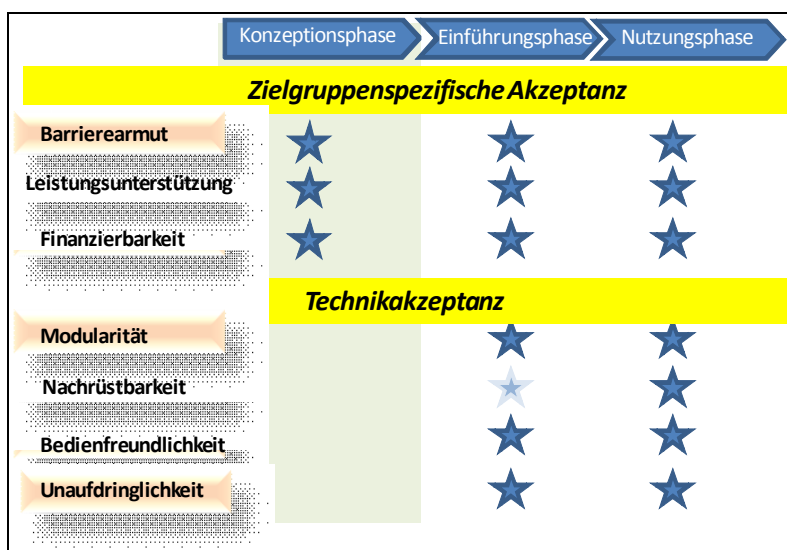 Konzeptionsphase Einführungsphase Nutzungsphase
Zielgruppenspezifische Akzeptanz
Barrierearmut
Leistungsunterstützung
Finanzierbarkeit
Technikakzeptanz
Modularität
Nachrüstbarkeit
Bedienfreundlichkeit
Unaufdringlichkeit